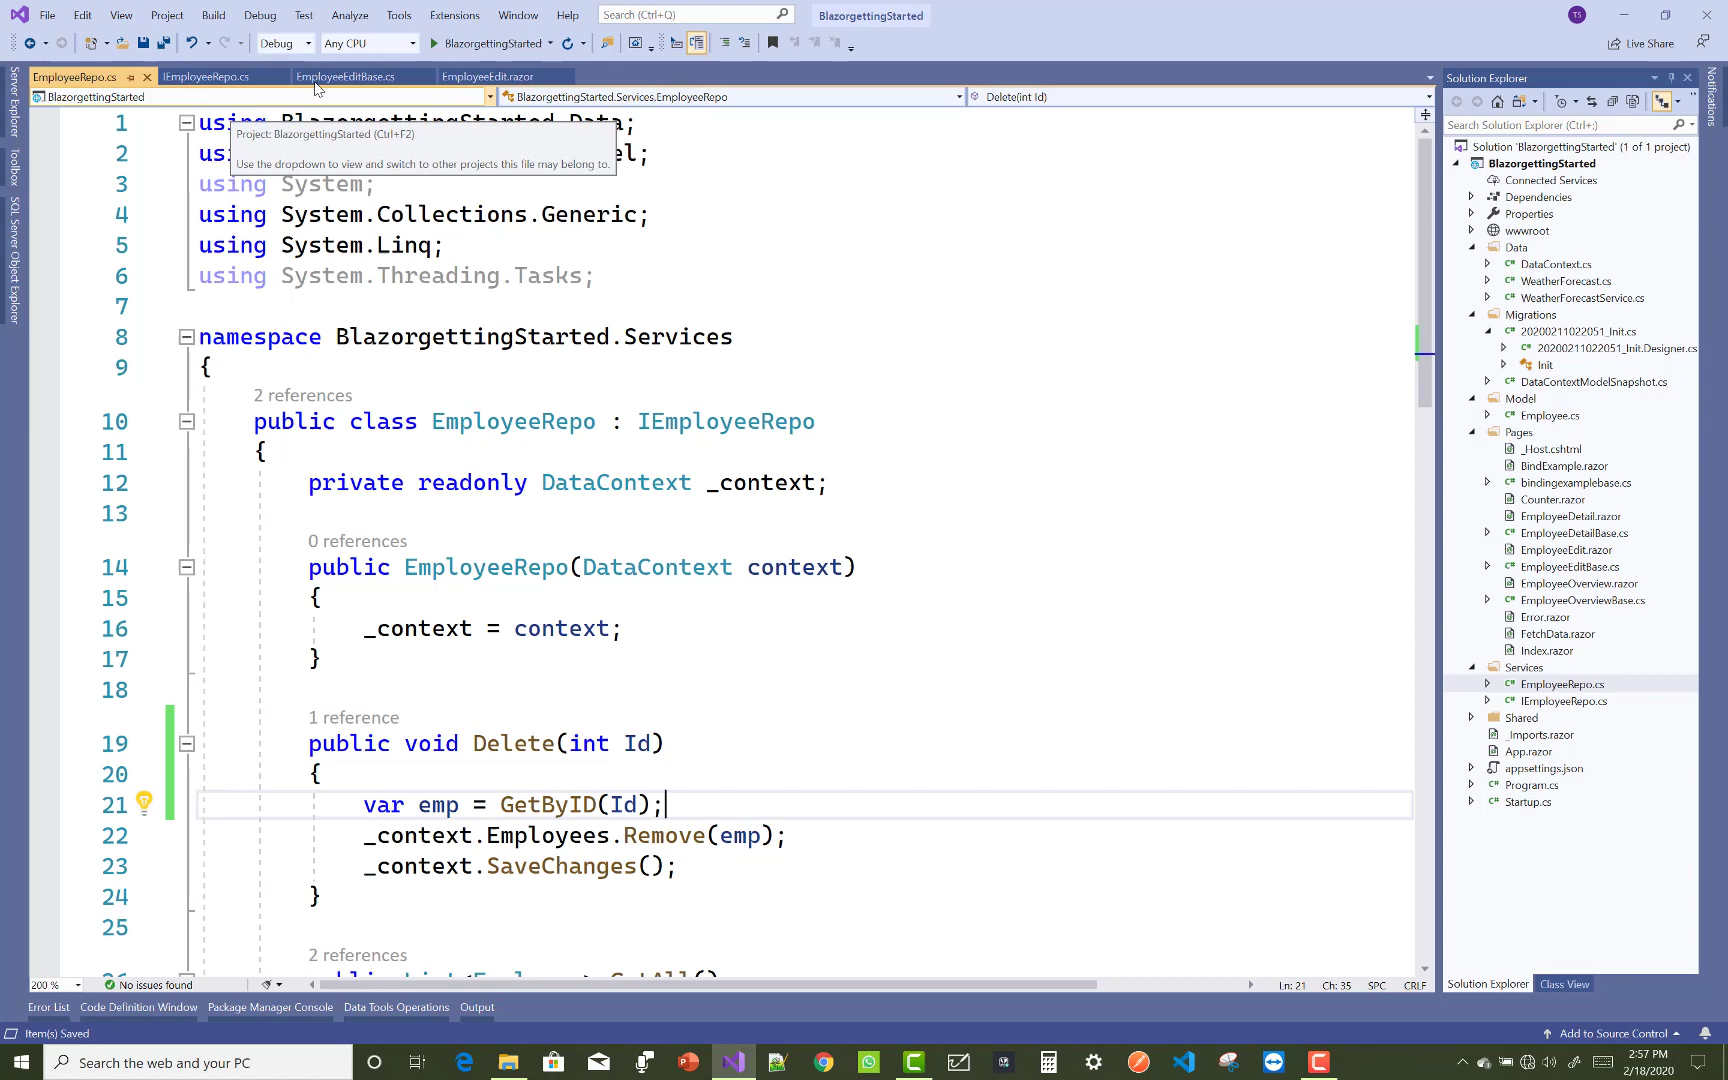 File Edit View Project Build Debug Test Analyze Tools Extensions Window Help Search (Ctrl+Q) BlazorgettingStarted TS
Debug Any CPU BlazorgettingStarted Live Share
EmployeeRepo.cs IEmployeeRepo.cs EmployeeEditBase.cs EmployeeEdit.razor
BlazorgettingStarted BlazorgettingStarted.Services.EmployeeRepo Delete(int Id)
Server Explorer
Toolbox
SQL Server Object Explorer
Project: BlazorgettingStarted (Ctrl+F2)
Use the dropdown to view and switch to other projects this file may belong to.
1 using BlazorgettingStarted.Data;
2
3 using System;
4 using System.Collections.Generic;
5 using System.Linq;
6 using System.Threading.Tasks;
7
8 namespace BlazorgettingStarted.Services
9 {
2 references
10 public class EmployeeRepo : IEmployeeRepo
11 {
12 private readonly DataContext _context;
13
0 references
14 public EmployeeRepo(DataContext context)
15 {
16 _context = context;
17 }
18
1 reference
19 public void Delete(int Id)
20 {
21 var emp = GetByID(Id);
22 _context.Employees.Remove(emp);
23 _context.SaveChanges();
24 }
25
2 references
200 % No issues found Ln: 21 Ch: 35 SPC CRLF
Error List Code Definition Window Package Manager Console Data Tools Operations Output
Item(s) Saved Add to Source Control
Solution Explorer
Search Solution Explorer (Ctrl+;)
Solution 'BlazorgettingStarted' (1 of 1 project)
BlazorgettingStarted
Connected Services
Dependencies
Properties
wwwroot
Data
C# DataContext.cs
C# WeatherForecast.cs
C# WeatherForecastService.cs
Migrations
C# 20200211022051_Init.cs
C# 20200211022051_Init.Designer.cs
Init
C# DataContextModelSnapshot.cs
Model
C# Employee.cs
Pages
_Host.cshtml
BindExample.razor
C# bindingexamplebase.cs
Counter.razor
EmployeeDetail.razor
C# EmployeeDetailBase.cs
EmployeeEdit.razor
C# EmployeeEditBase.cs
EmployeeOverview.razor
C# EmployeeOverviewBase.cs
Error.razor
FetchData.razor
Index.razor
Services
C# EmployeeRepo.cs
C# IEmployeeRepo.cs
Shared
_Imports.razor
App.razor
appsettings.json
C# Program.cs
C# Startup.cs
Solution Explorer Class View
Notifications
Search the web and your PC
2:57 PM
2/18/2020